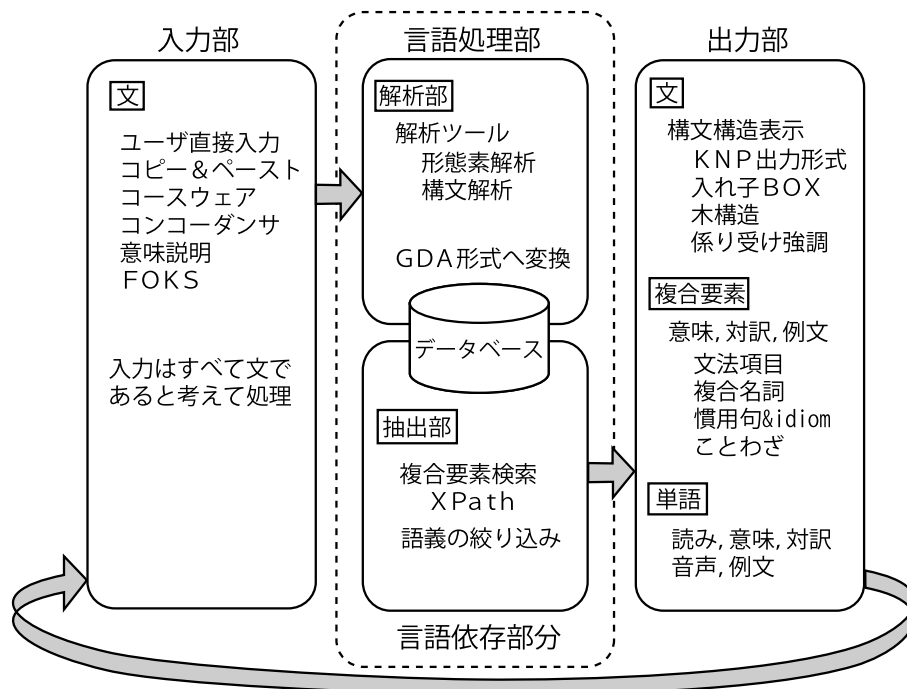 入力部
文
ユーザ直接入力
コピー&ペースト
コースウェア
コンコーダンサ
意味説明
FOKS
入力はすべて文で
あると考えて処理
言語処理部
解析部
解析ツール
形態素解析
構文解析
GDA形式へ変換
データベース
抽出部
複合要素検索
XPath
語義の絞り込み
言語依存部分
出力部
文
構文構造表示
KNP出力形式
入れ子BOX
木構造
係り受け強調
複合要素
意味,対訳,例文
文法項目
複合名詞
慣用句&idiom
ことわざ
単語
読み,意味,対訳
音声,例文